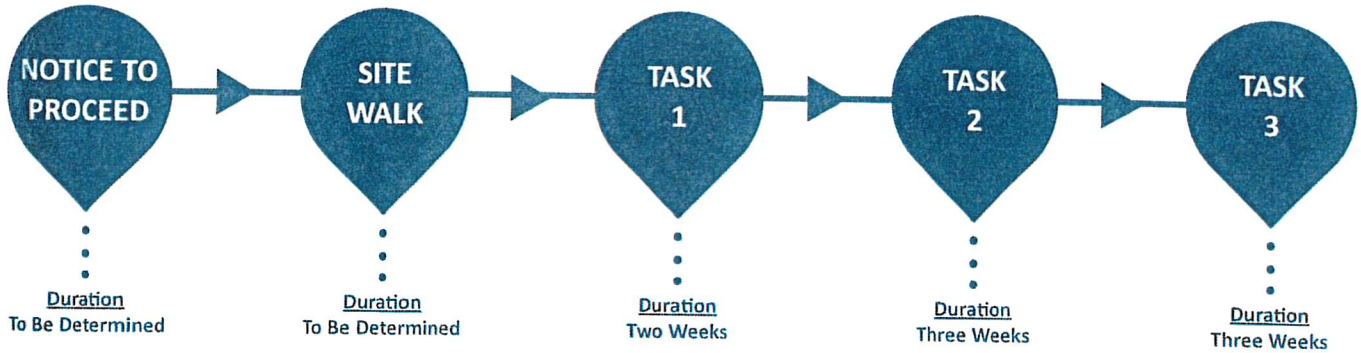 NOTICE TO
PROCEED
SITE
WALK
TASK
1
TASK
2
TASK
3
Duration
To Be Determined
Duration
To Be Determined
Duration
Two Weeks
Duration
Three Weeks
Duration
Three Weeks